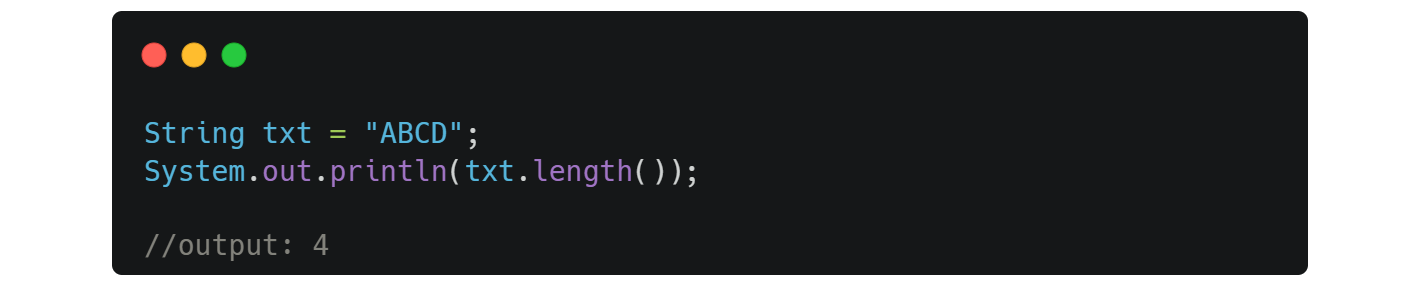 String txt = "ABCD";
System.out.println(txt.length());
//output: 4